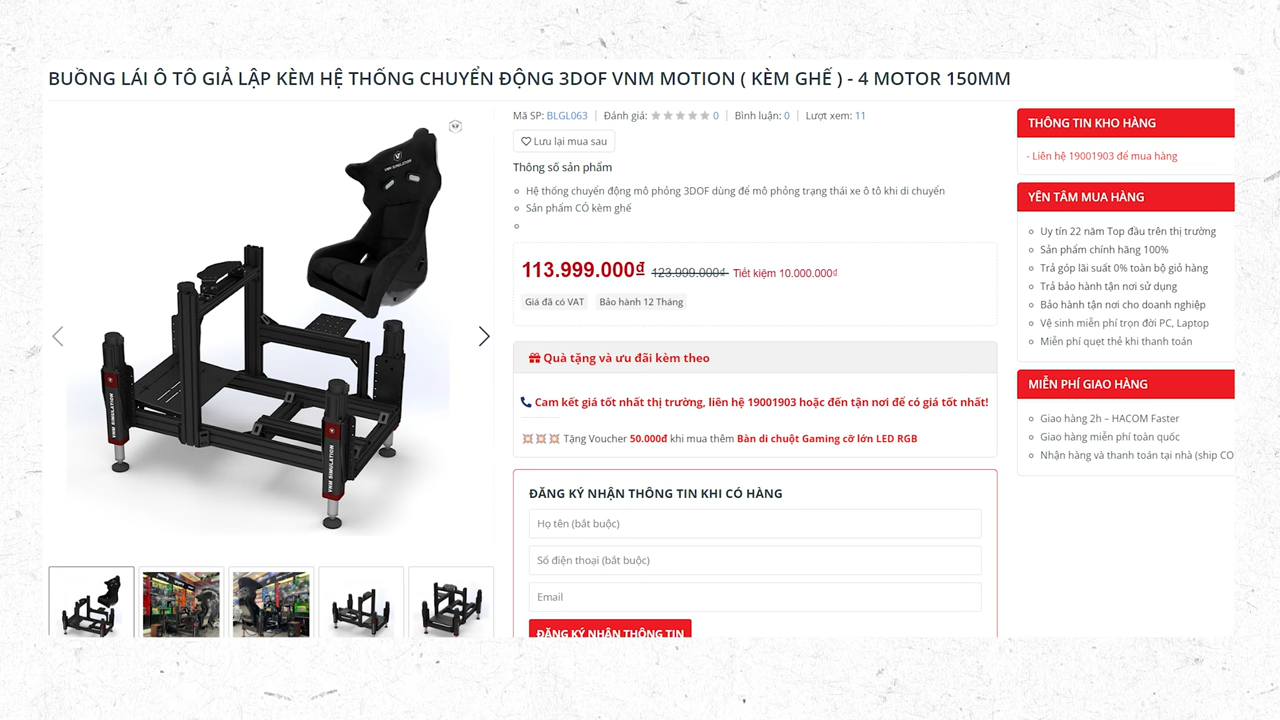 BUỒNG LÁI Ô TÔ GIẢ LẬP KÈM HỆ THỐNG CHUYỂN ĐỘNG 3DOF VNM MOTION ( KÈM GHẾ ) - 4 MOTOR 150MM
Mã SP: BLGL063 | Đánh giá: 0 | Bình luận: 0 | Lượt xem: 11
Lưu lại mua sau
Thông số sản phẩm
Hệ thống chuyển động mô phỏng 3DOF dùng để mô phỏng trạng thái xe ô tô khi di chuyển
Sản phẩm CÓ kèm ghế
113.999.000₫ 123.999.000₫ Tiết kiệm 10.000.000₫
Giá đã có VAT Bảo hành 12 Tháng
Quà tặng và ưu đãi kèm theo
Cam kết giá tốt nhất thị trường, liên hệ 19001903 hoặc đến tận nơi để có giá tốt nhất!
Tặng Voucher 50.000đ khi mua thêm Bàn di chuột Gaming cỡ lớn LED RGB
ĐĂNG KÝ NHẬN THÔNG TIN KHI CÓ HÀNG
Họ tên (bắt buộc)
Số điện thoại (bắt buộc)
Email
ĐĂNG KÝ NHẬN THÔNG TIN
THÔNG TIN KHO HÀNG
- Liên hệ 19001903 để mua hàng
YÊN TÂM MUA HÀNG
Uy tín 22 năm Top đầu trên thị trường
Sản phẩm chính hãng 100%
Trả góp lãi suất 0% toàn bộ giỏ hàng
Trả bảo hành tận nơi sử dụng
Bảo hành tận nơi cho doanh nghiệp
Vệ sinh miễn phí trọn đời PC, Laptop
Miễn phí quẹt thẻ khi thanh toán
MIỄN PHÍ GIAO HÀNG
Giao hàng 2h – HACOM Faster
Giao hàng miễn phí toàn quốc
Nhận hàng và thanh toán tại nhà (ship CO
VNM SIMULATION
VNM SIMULATION
VNM SIMULATION